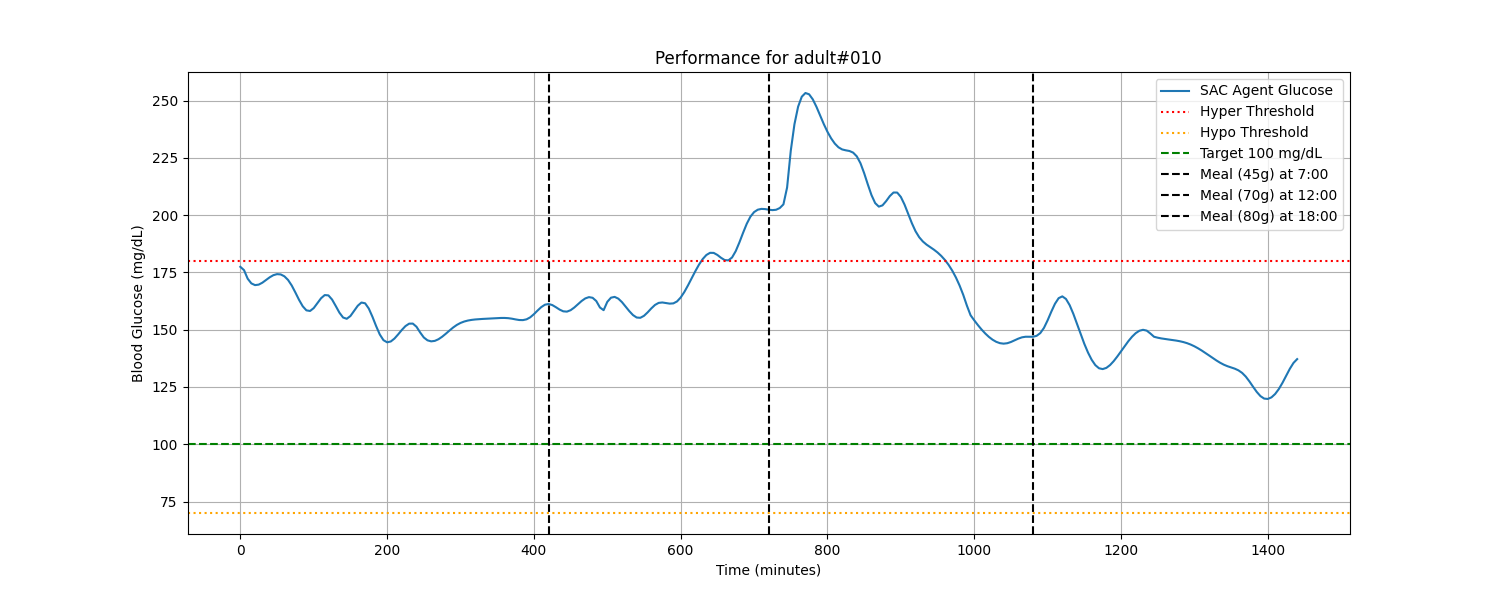 Performance for adult#010
SAC Agent Glucose
Hyper Threshold
Hypo Threshold
Target 100 mg/dL
Meal (45g) at 7:00
Meal (70g) at 12:00
Meal (80g) at 18:00
Blood Glucose (mg/dL)
250
225
200
175
150
125
100
75
0 200 400 600 800 1000 1200 1400
Time (minutes)